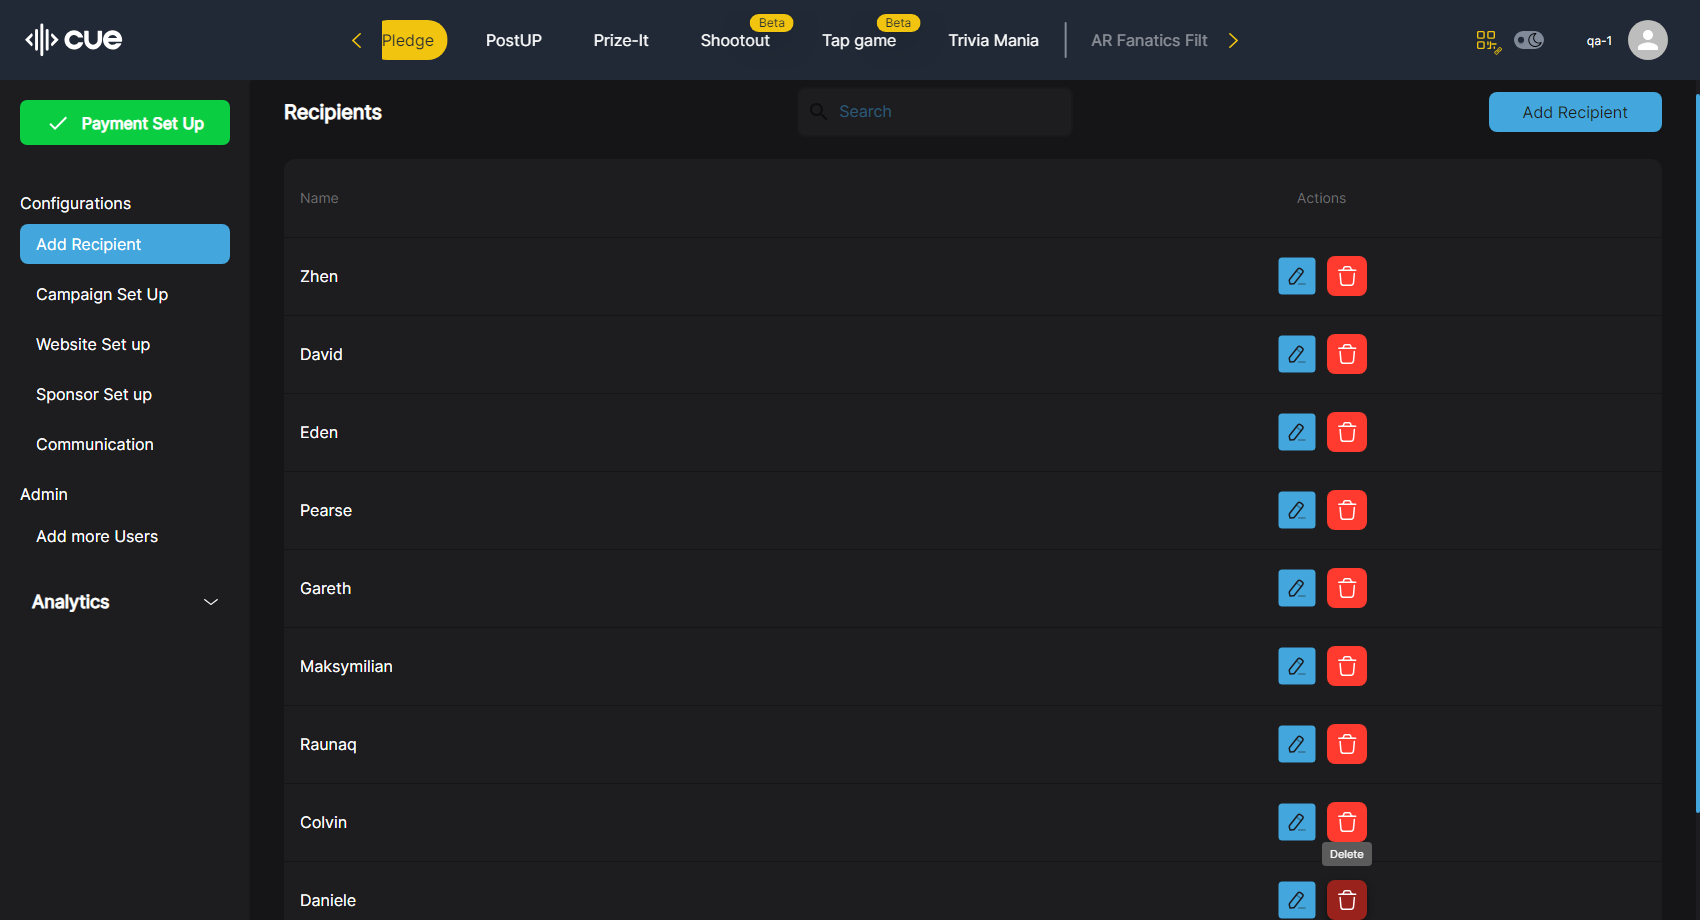 cue
Pledge
PostUP
Prize-It
Beta
Shootout
Beta
Tap game
Trivia Mania
AR Fanatics Filt
qa-1
Payment Set Up
Configurations
Add Recipient
Campaign Set Up
Website Set up
Sponsor Set up
Communication
Admin
Add more Users
Analytics
Recipients
Search
Add Recipient
Name
Actions
Zhen
David
Eden
Pearse
Gareth
Maksymilian
Raunaq
Colvin
Delete
Daniele